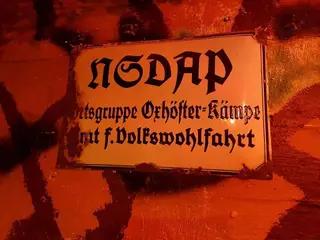 NSDAP
rtsgruppe Oxhöfter-Kämpe
mt f. Volkswohlfahrt